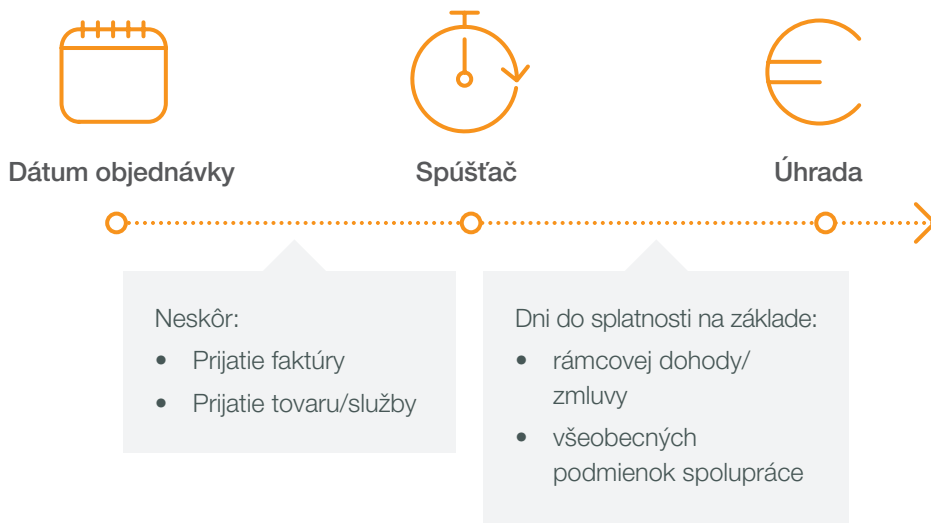 Dátum objednávky
Spúšťač
Úhrada
Neskôr:
• Prijatie faktúry
• Prijatie tovaru/služby
Dni do splatnosti na základe:
• rámcovej dohody/
zmluvy
• všeobecných
podmienok spolupráce